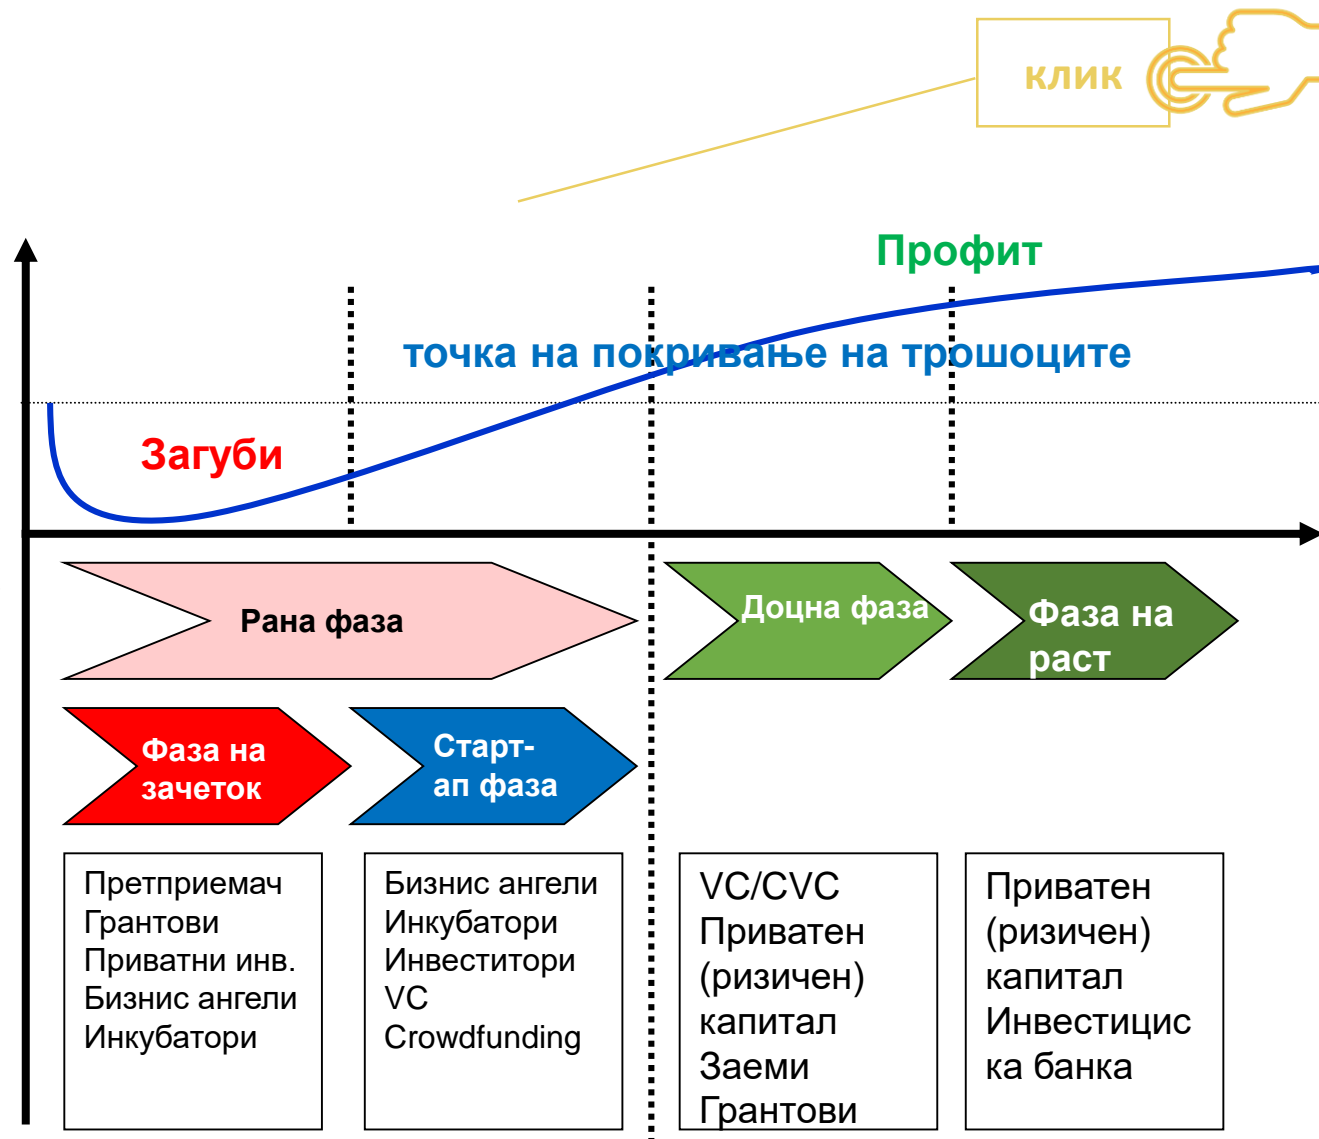 клик
Профит
точка на покривање на трошоците
Загуби
Рана фаза
Доцна фаза
Фаза на
раст
Фаза на
зачеток
Старт-
ап фаза
Претприемач
Грантови
Приватни инв.
Бизнис ангели
Инкубатори
Бизнис ангели
Инкубатори
Инвеститори
VC
Crowdfunding
VC/CVC
Приватен
(ризичен)
капитал
Заеми
Грантови
Приватен
(ризичен)
капитал
Инвестицис
ка банка